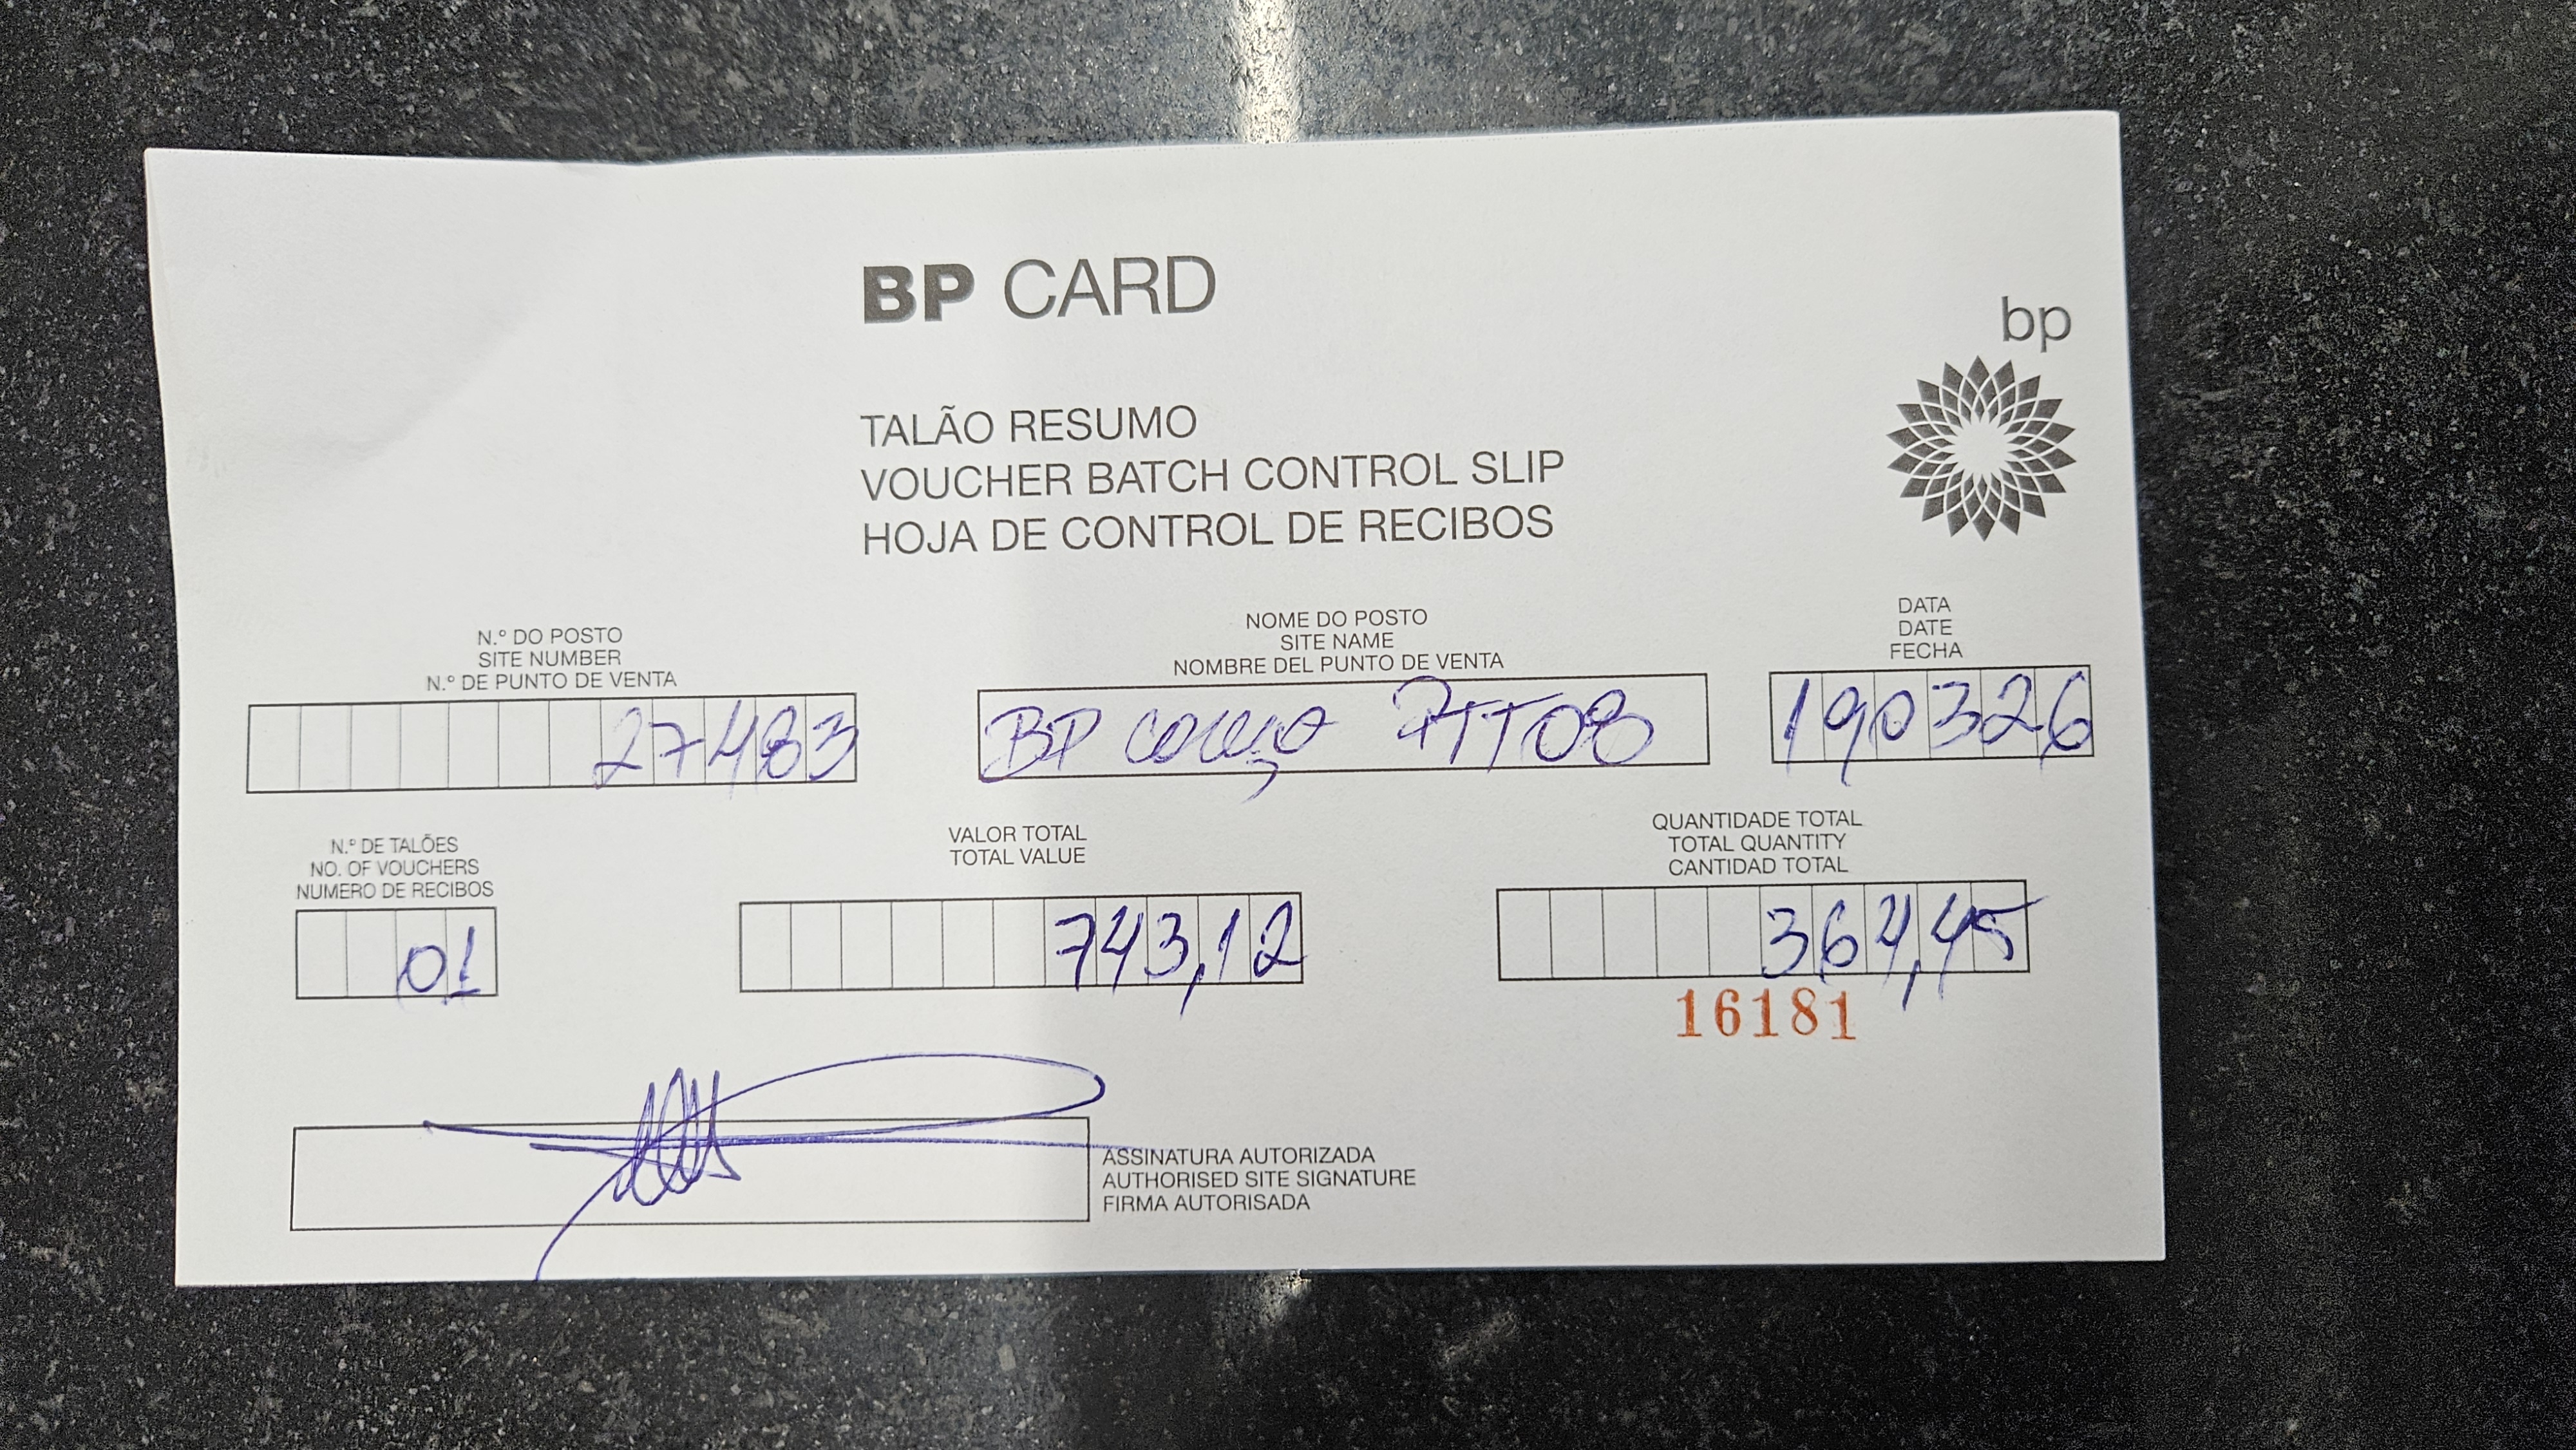 BP CARD
bp
TALÃO RESUMO
VOUCHER BATCH CONTROL SLIP
HOJA DE CONTROL DE RECIBOS
N.º DO POSTO
SITE NUMBER
N.º DE PUNTO DE VENTA
27483
NOME DO POSTO
SITE NAME
NOMBRE DEL PUNTO DE VENTA
BP PTT08
DATA
DATE
FECHA
190326
N.º DE TALÕES
NO. OF VOUCHERS
NUMERO DE RECIBOS
01
VALOR TOTAL
TOTAL VALUE
743,12
QUANTIDADE TOTAL
TOTAL QUANTITY
CANTIDAD TOTAL
364,45
16181
ASSINATURA AUTORIZADA
AUTHORISED SITE SIGNATURE
FIRMA AUTORISADA